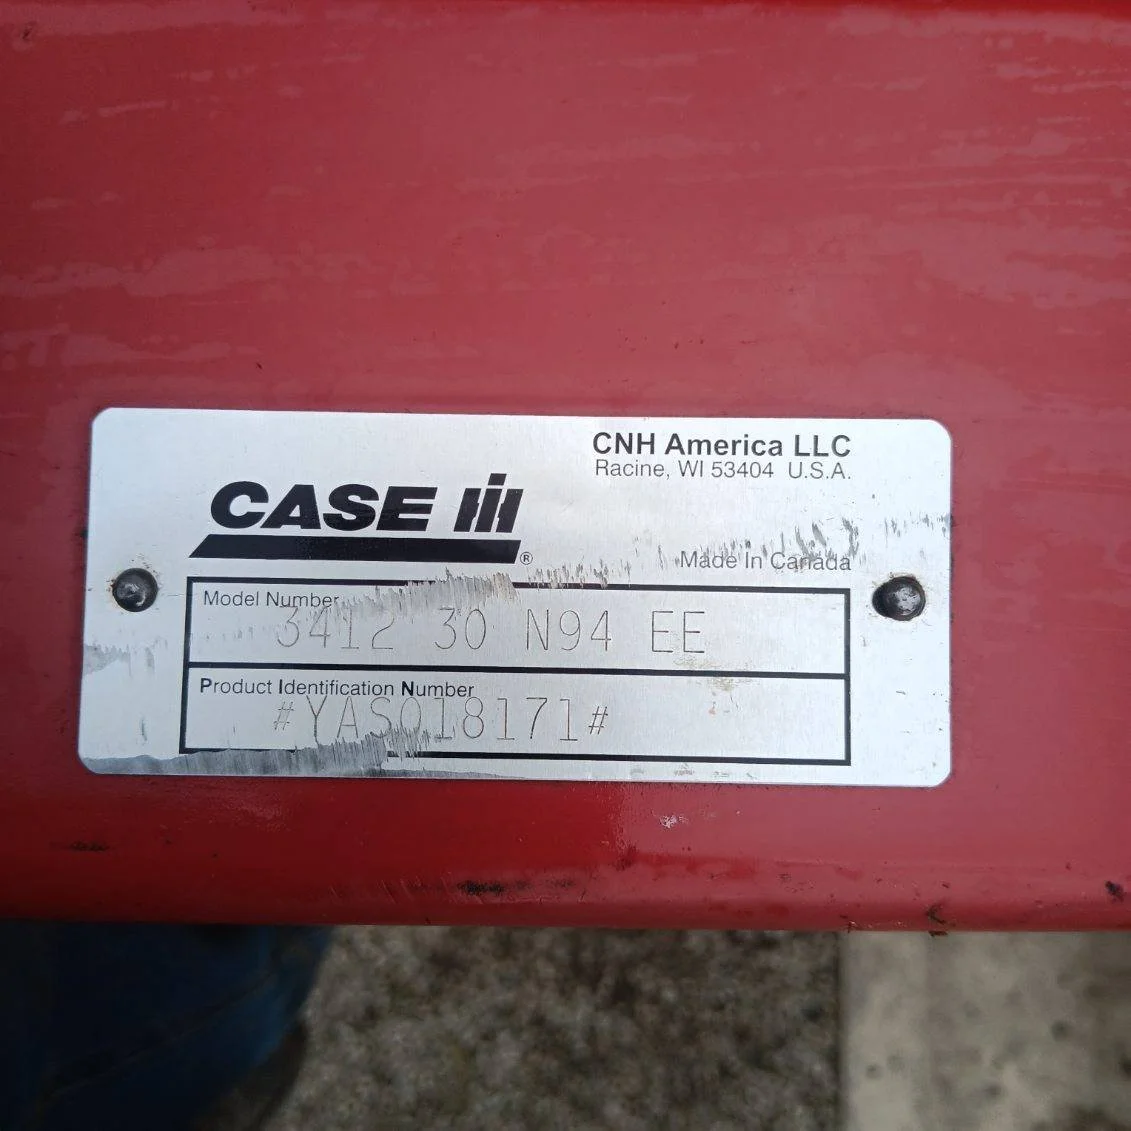 CNH America LLC
Racine, WI 53404 U.S.A.
CASE IH
®
Made In Canada
Model Number
3412 30 N94 EE
Product Identification Number
#YAS018171#